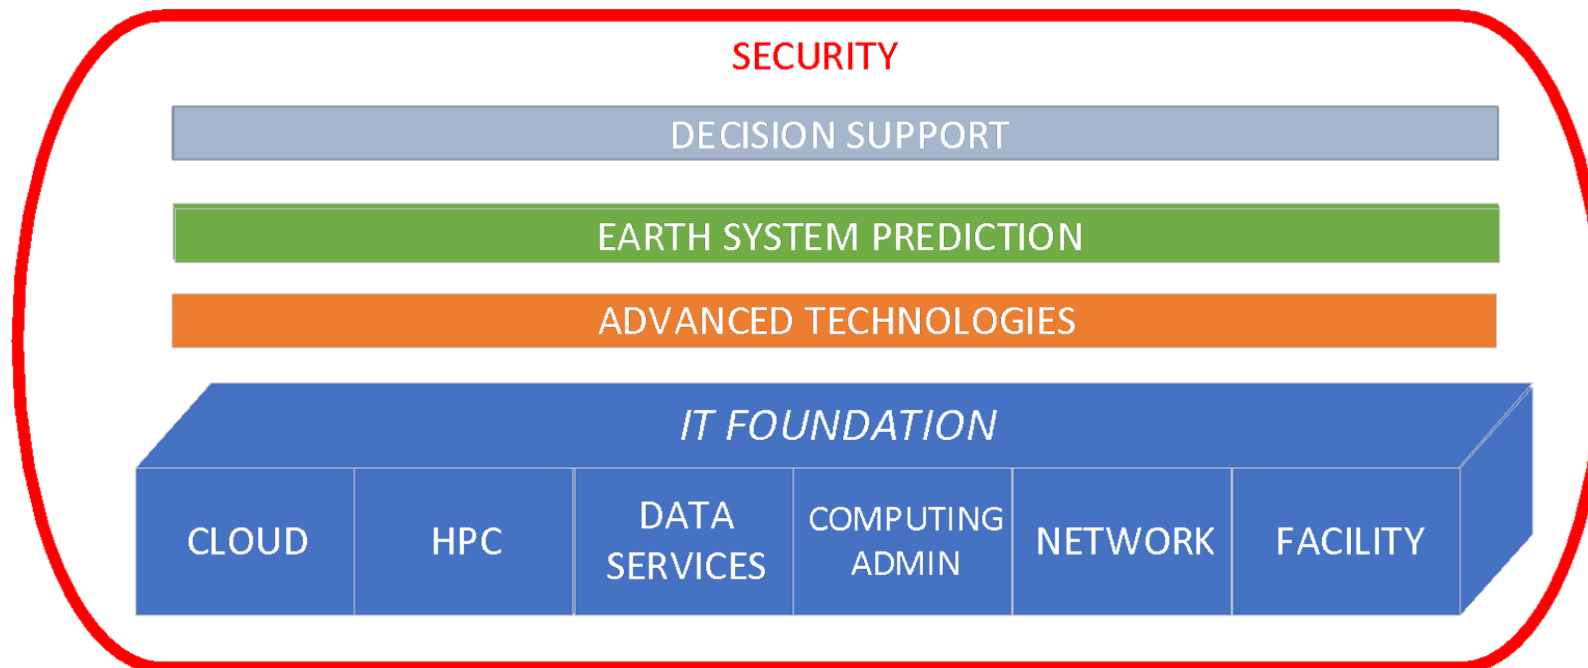 SECURITY
DECISION SUPPORT
EARTH SYSTEM PREDICTION
ADVANCED TECHNOLOGIES
IT FOUNDATION
CLOUD
HPC
DATA
SERVICES
COMPUTING
ADMIN
NETWORK
FACILITY